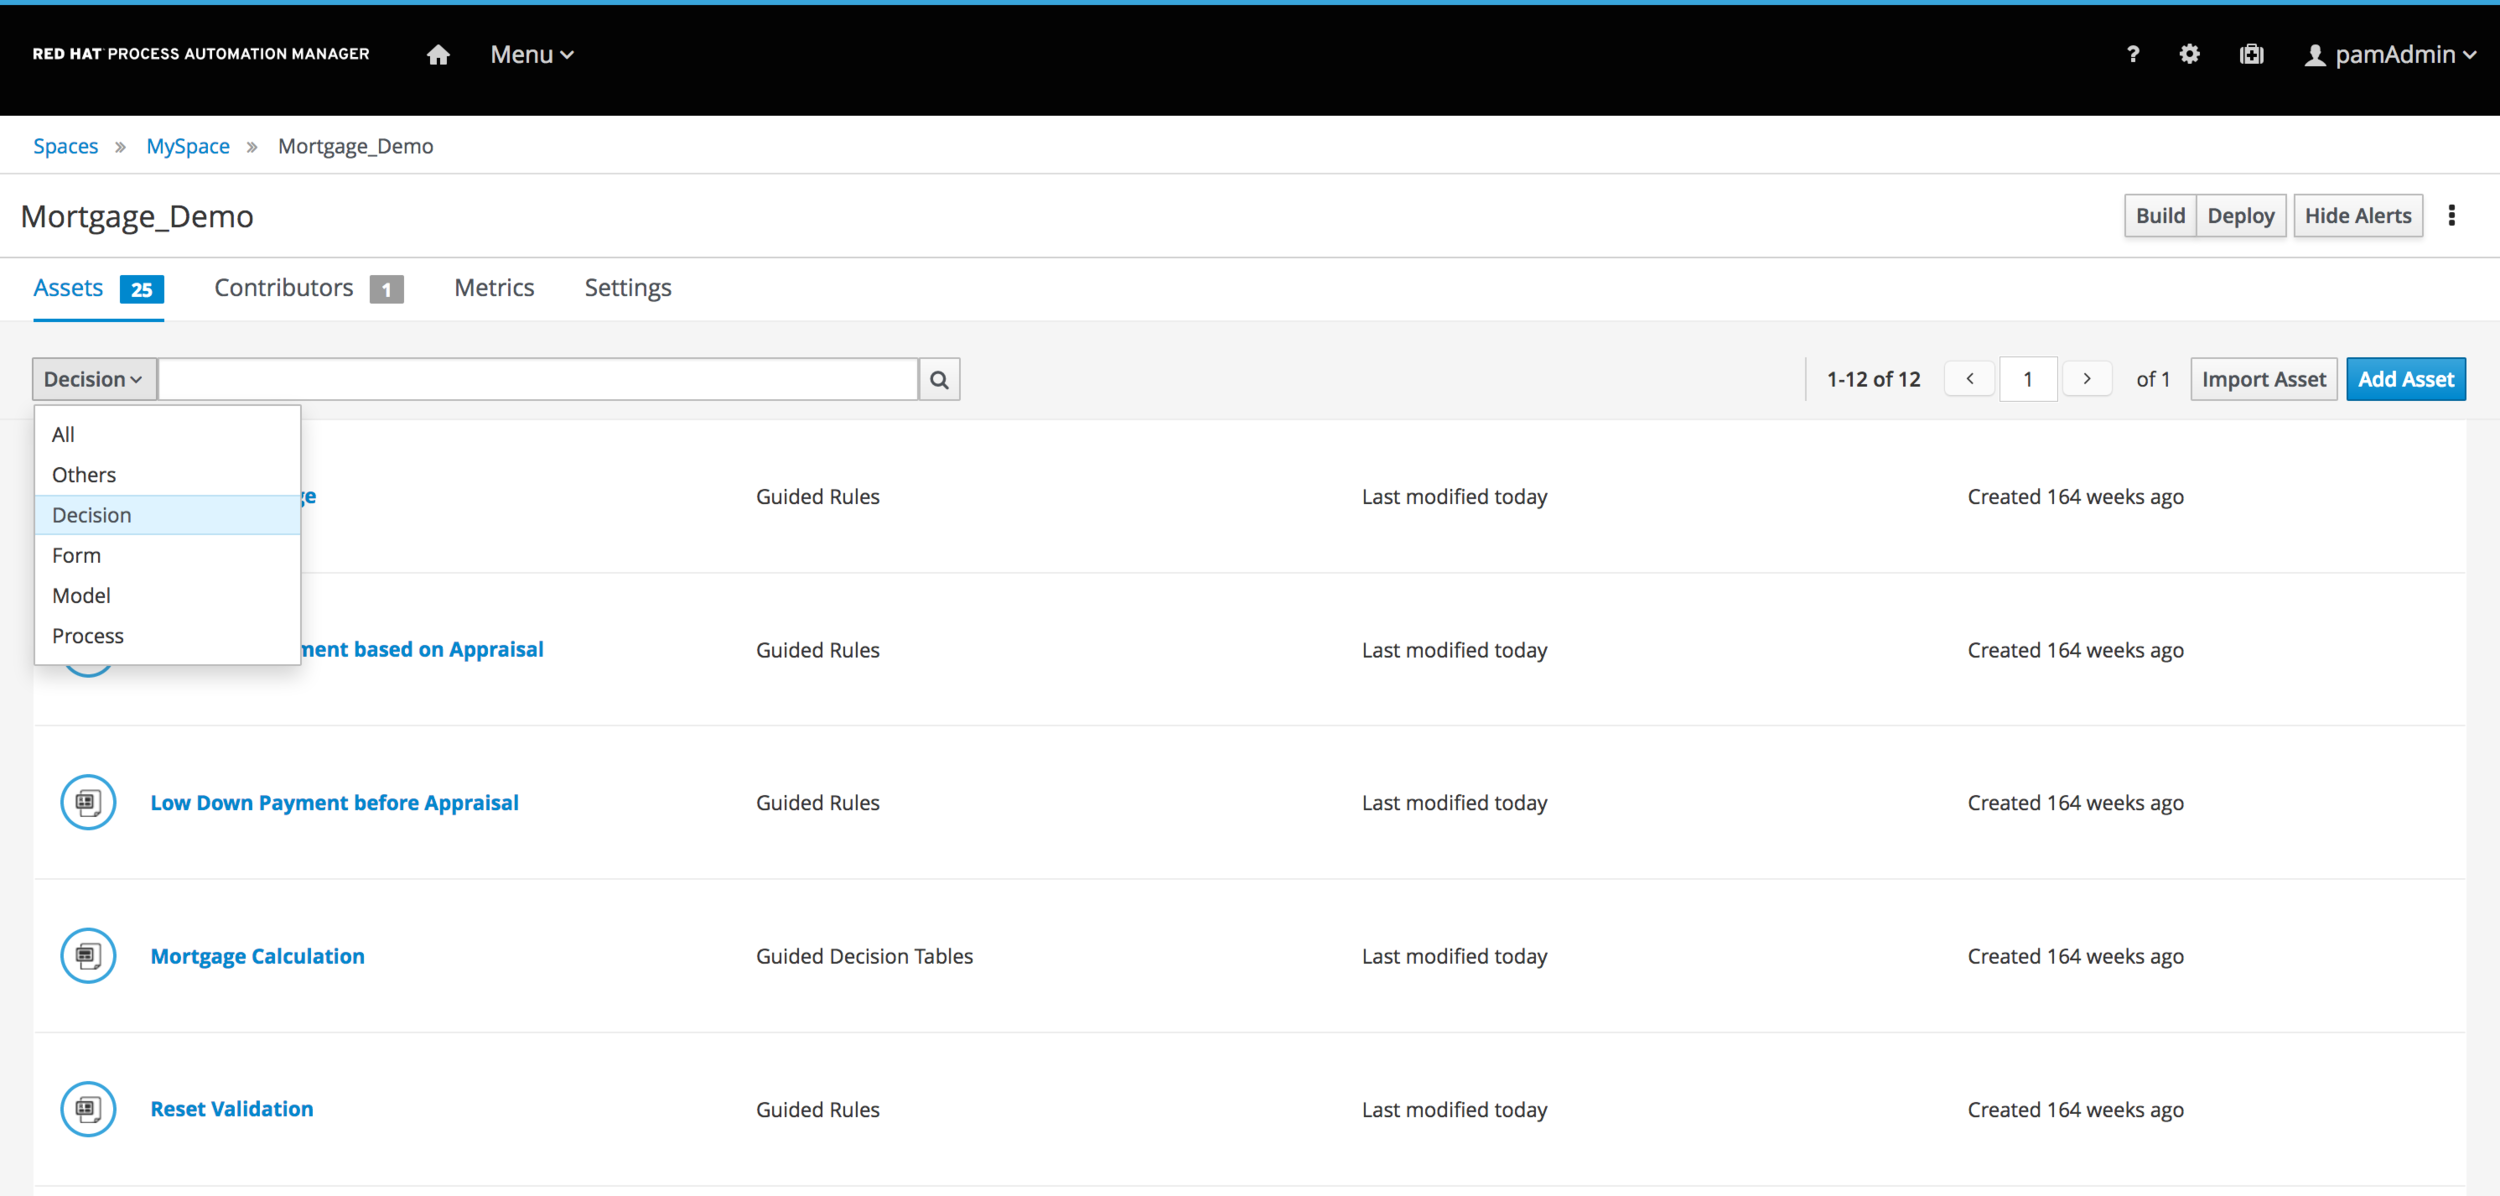 RED HAT PROCESS AUTOMATION MANAGER Menu ? pamAdmin
Spaces » MySpace » Mortgage_Demo
Mortgage_Demo Build Deploy Hide Alerts
Assets 25 Contributors 1 Metrics Settings
Decision 1-12 of 12 < 1 > of 1 Import Asset Add Asset
All
Others
Guided Rules Last modified today Created 164 weeks ago
Decision
Form
Model
Process
based on Appraisal Guided Rules Last modified today Created 164 weeks ago
Low Down Payment before Appraisal Guided Rules Last modified today Created 164 weeks ago
Mortgage Calculation Guided Decision Tables Last modified today Created 164 weeks ago
Reset Validation Guided Rules Last modified today Created 164 weeks ago